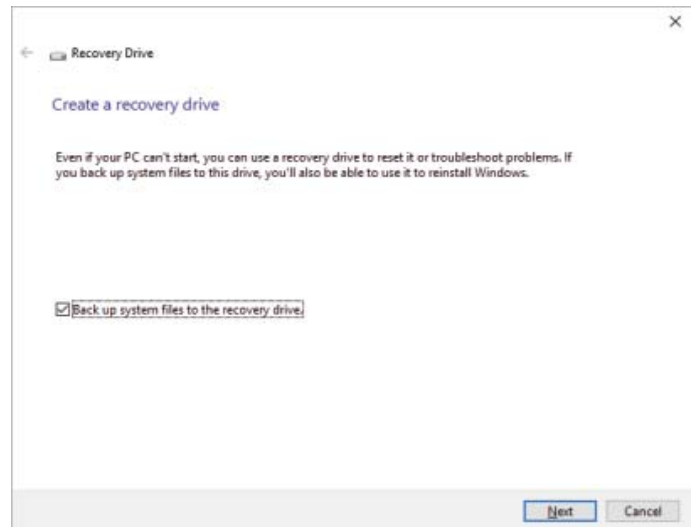 Recovery Drive
Create a recovery drive
Even if your PC can't start, you can use a recovery drive to reset it or troubleshoot problems. If
you back up system files to this drive, you'll also be able to use it to reinstall Windows.
Back up system files to the recovery drive.
Next Cancel